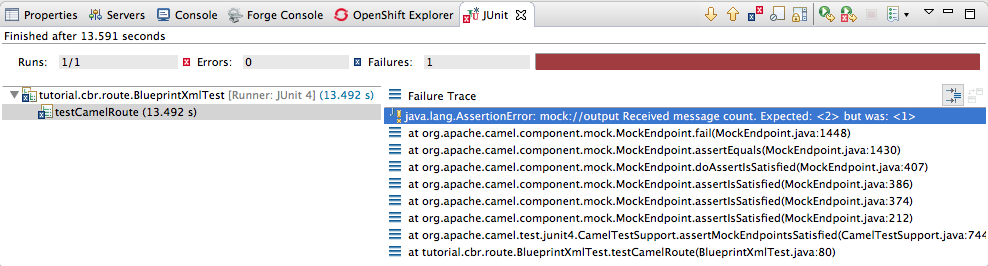 Properties Servers Console Forge Console OpenShift Explorer JUnit
Finished after 13.591 seconds
Runs: 1/1 Errors: 0 Failures: 1
tutorial.cbr.route.BlueprintXmlTest [Runner: JUnit 4] (13.492 s)
testCamelRoute (13.492 s)
Failure Trace
java.lang.AssertionError: mock://output Received message count. Expected: <2> but was: <1>
at org.apache.camel.component.mock.MockEndpoint.fail(MockEndpoint.java:1448)
at org.apache.camel.component.mock.MockEndpoint.assertEquals(MockEndpoint.java:1430)
at org.apache.camel.component.mock.MockEndpoint.doAssertIsSatisfied(MockEndpoint.java:407)
at org.apache.camel.component.mock.MockEndpoint.assertIsSatisfied(MockEndpoint.java:386)
at org.apache.camel.component.mock.MockEndpoint.assertIsSatisfied(MockEndpoint.java:374)
at org.apache.camel.component.mock.MockEndpoint.assertIsSatisfied(MockEndpoint.java:212)
at org.apache.camel.test.junit4.CamelTestSupport.assertMockEndpointsSatisfied(CamelTestSupport.java:744
at tutorial.cbr.route.BlueprintXmlTest.testCamelRoute(BlueprintXmlTest.java:80)